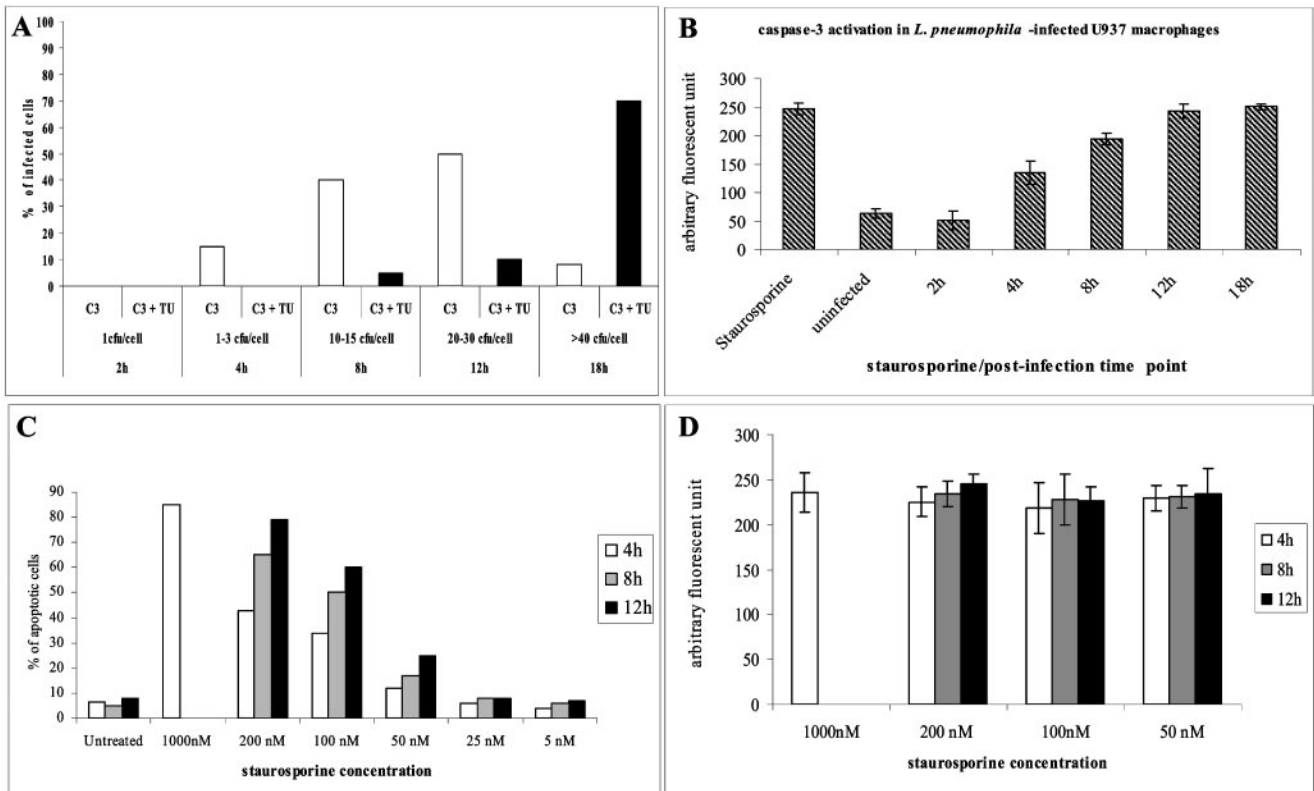 A
100
90
80
70
60
50
40
30
20
10
0
% of infected cells
C3 C3 + TU C3 C3 + TU C3 C3 + TU C3 C3 + TU C3 C3 + TU
1cfu/cell 1-3 cfu/cell 10-15 cfu/cell 20-30 cfu/cell >40 cfu/cell
2h 4h 8h 12h 18h
B
caspase-3 activation in L. pneumophila -infected U937 macrophages
300
250
200
150
100
50
0
arbitrary fluorescent unit
Staurosporine uninfected 2h 4h 8h 12h 18h
staurosporine/post-infection time point
C
90
80
70
60
50
40
30
20
10
0
% of apoptotic cells
Untreated 1000nM 200 nM 100 nM 50 nM 25 nM 5 nM
staurosporine concentration
4h
8h
12h
D
300
250
200
150
100
50
0
arbitrary fluorescent unit
1000nM 200 nM 100nM 50 nM
staurosporine concentration
4h
8h
12h